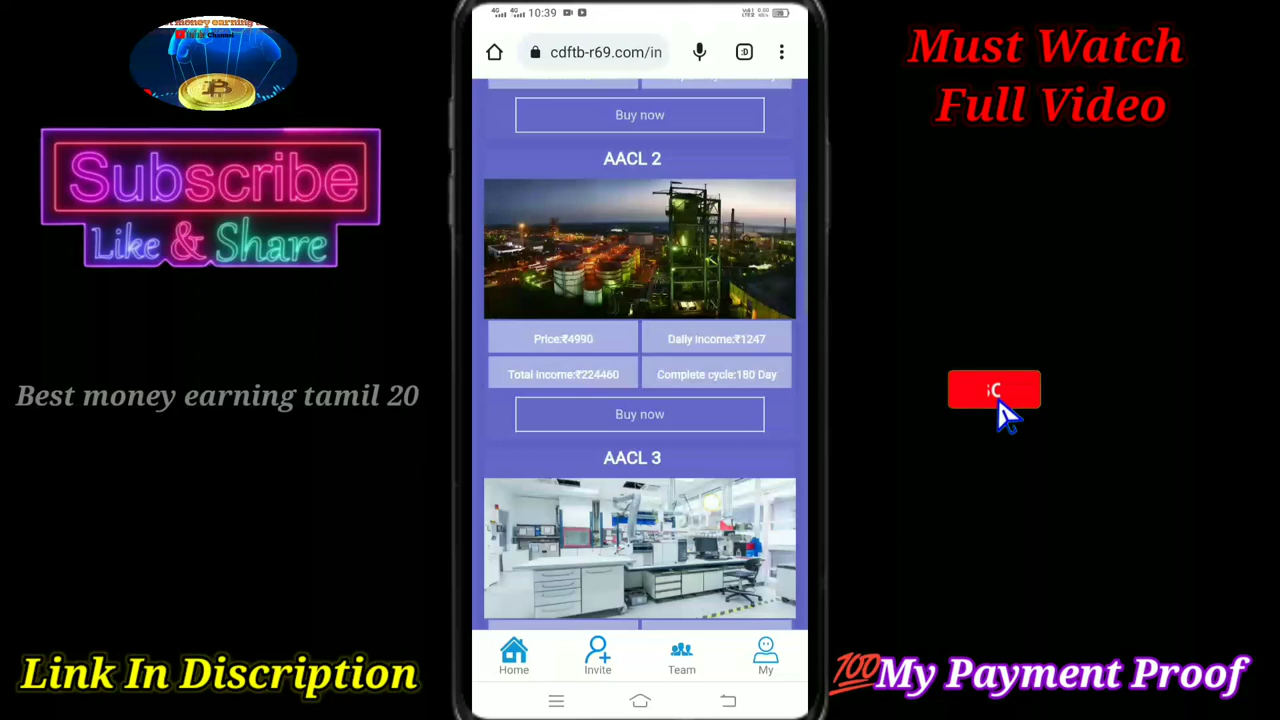 Must Watch
Full Video
Channel
Subscribe
Like & Share
Best money earning tamil 20
Link In Discription
💯My Payment Proof
10:39
cdftb-r69.com/in
:D
Buy now
AACL 2
Price:₹4990
Daily income:₹1247
Total income:₹224460
Complete cycle:180 Day
Buy now
AACL 3
Home
Invite
Team
My